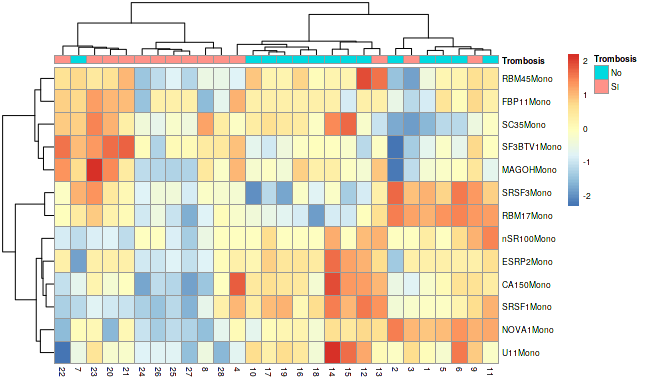 Trombosis
RBM45Mono
FBP11Mono
SC35Mono
SF3BTV1Mono
MAGOHMono
SRSF3Mono
RBM17Mono
nSR100Mono
ESRP2Mono
CA150Mono
SRSF1Mono
NOVA1Mono
U11Mono
22 7 23 20 21 24 26 25 27 8 28 4 10 17 19 16 18 14 15 12 13 2 3 1 5 6 9 11
2
1
0
-1
-2
Trombosis
No
SI